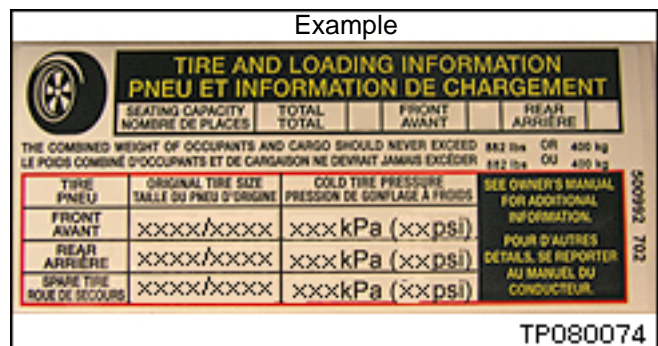 Example
TIRE AND LOADING INFORMATION
PNEU ET INFORMATION DE CHARGEMENT
SEATING CAPACITY TOTAL FRONT REAR
NOMBRE DE PLACES TOTAL AVANT ARRIÈRE
THE COMBINED WEIGHT OF OCCUPANTS AND CARGO SHOULD NEVER EXCEED 882 lbs OR 400 kg
LE POIDS COMBINÉ D'OCCUPANTS ET DE CARGAISON NE DEVRAIT JAMAIS EXCÉDER 882 lbs OU 400 kg
TIRE ORIGINAL TIRE SIZE COLD TIRE PRESSURE
PNEU TAILLE DU PNEU D'ORIGINE PRESSION DE GONFLAGE À FROIDS
FRONT
AVANT xxxx/xxxx xxxkPa (xxpsi)
REAR
ARRIÈRE xxxx/xxxx xxxkPa (xxpsi)
SPARE TIRE
ROUE DE SECOURS xxxx/xxxx xxxkPa (xxpsi)
SEE OWNER'S MANUAL
FOR ADDITIONAL
INFORMATION.
POUR D'AUTRES
DETAILS, SE REPORTER
AU MANUEL DU
CONDUCTEUR.
500992 702
TP080074